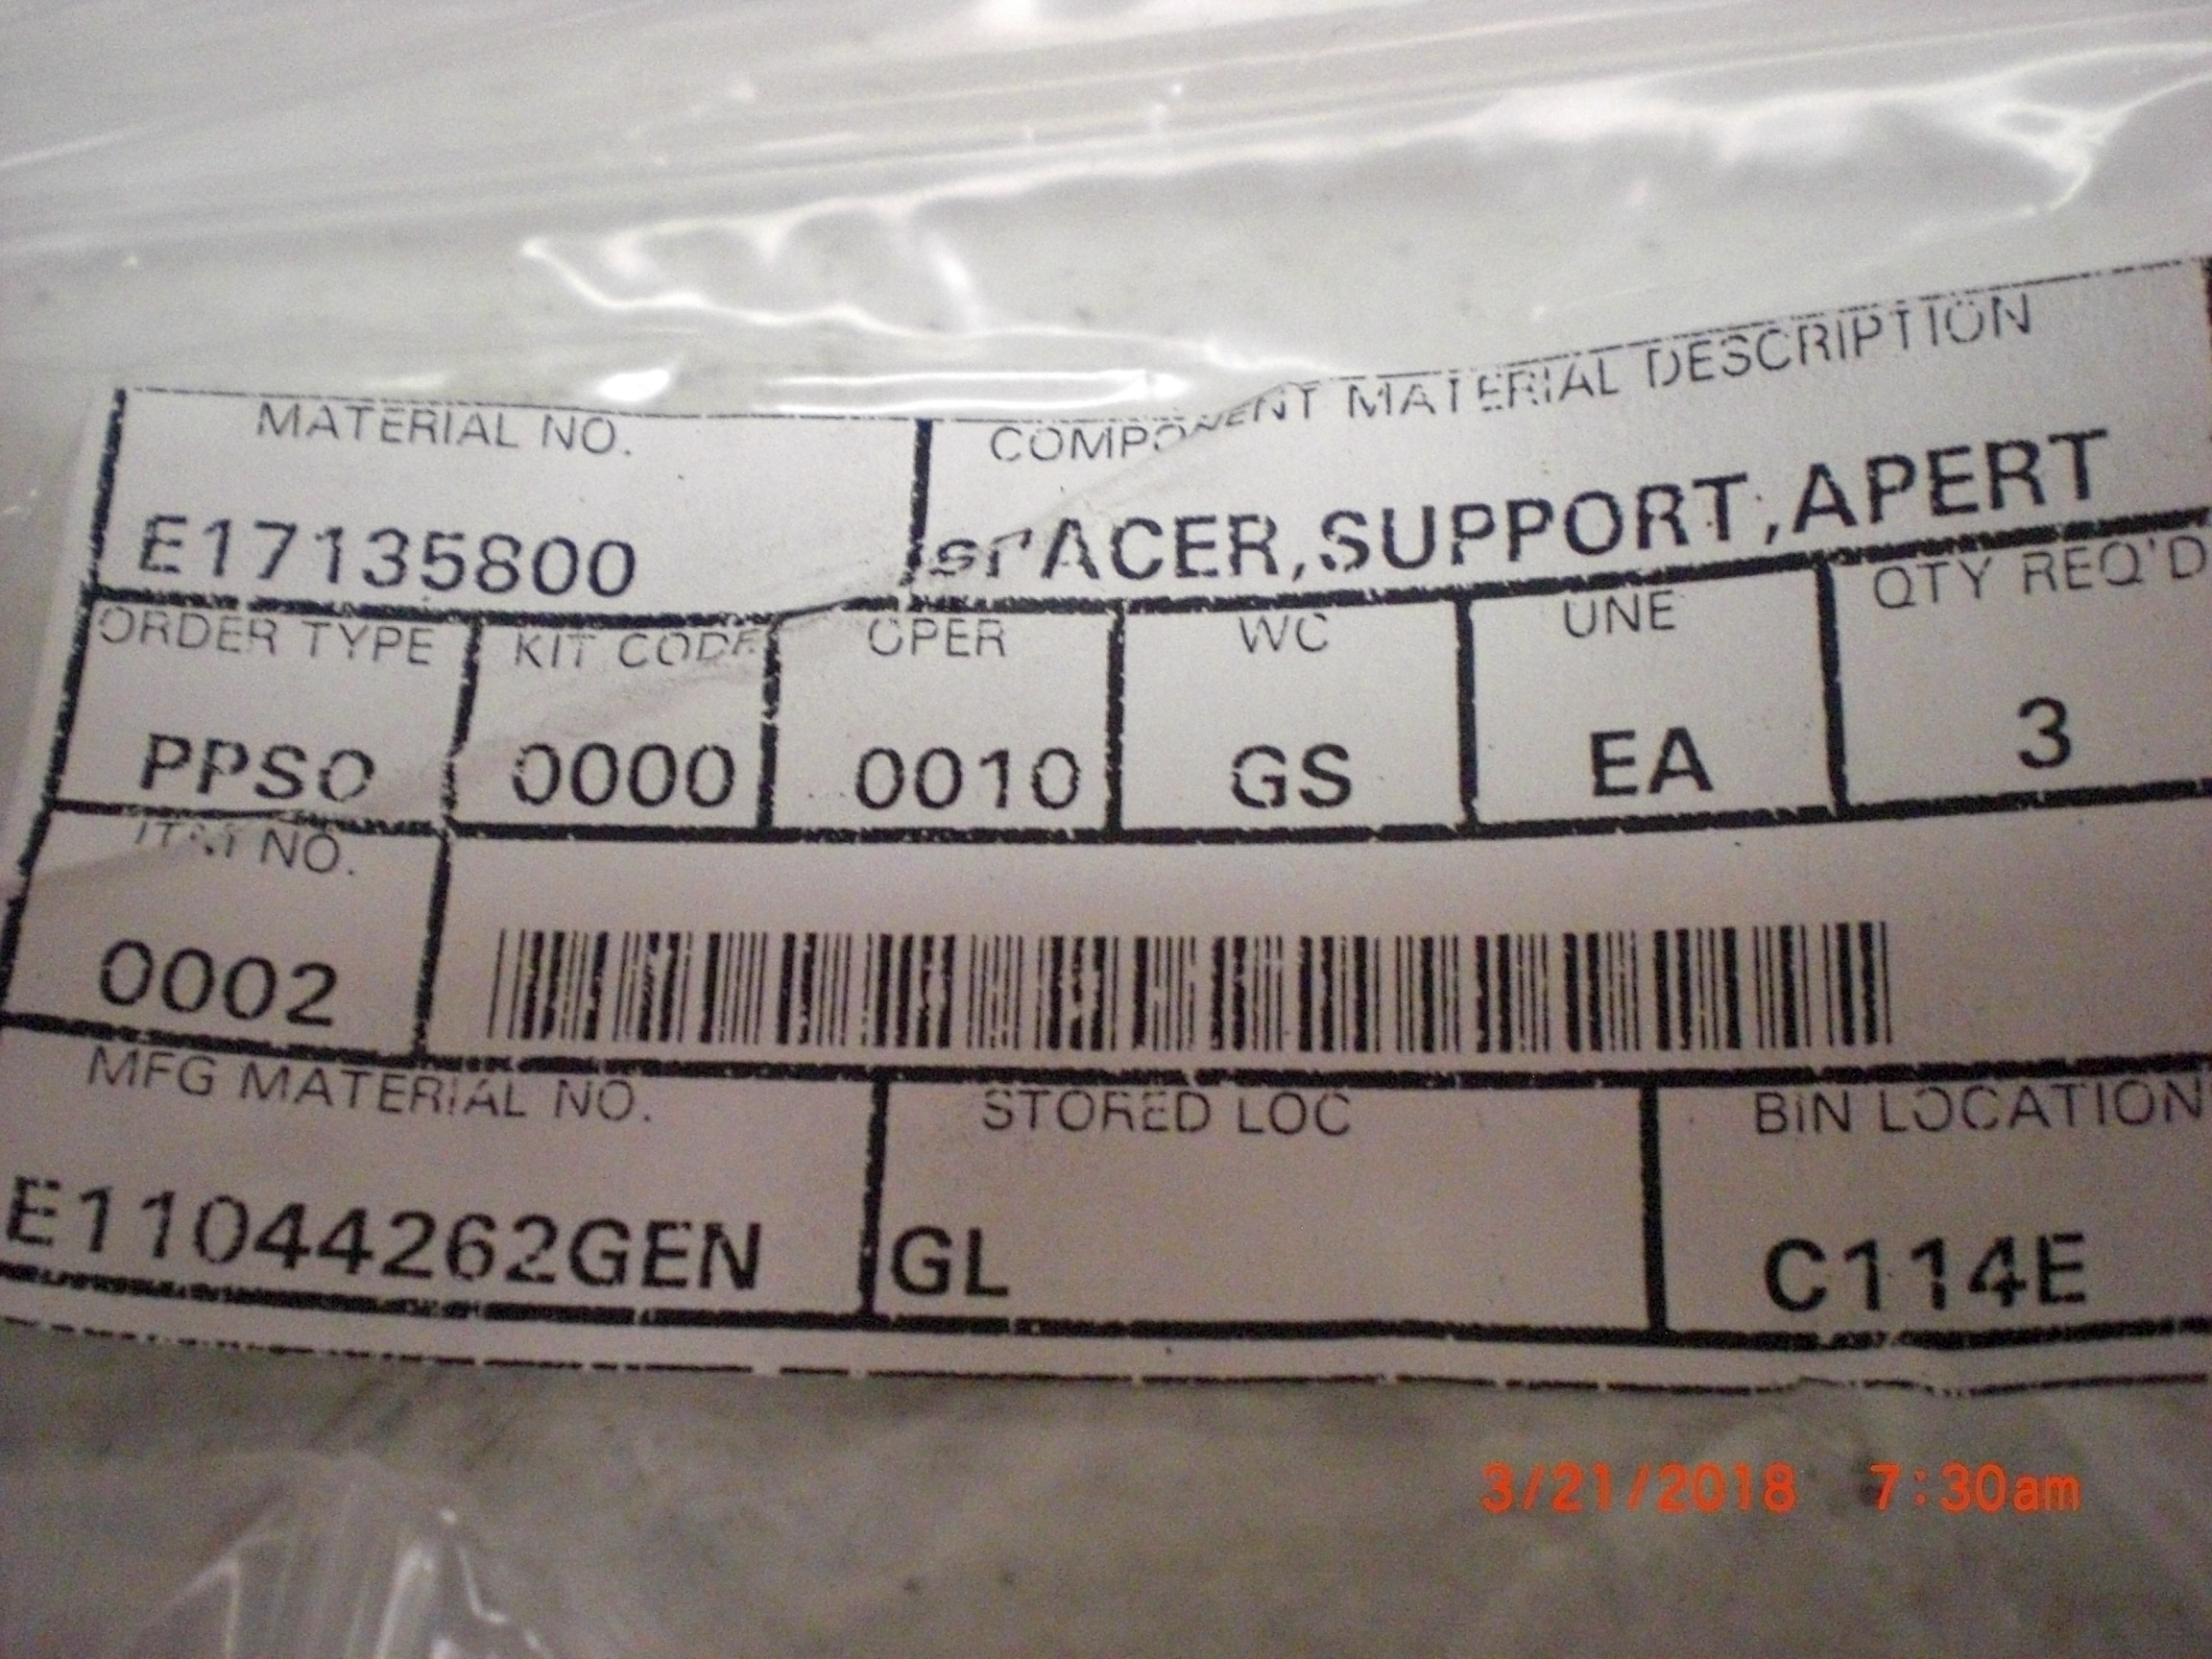 MATERIAL NO. COMPONENT MATERIAL DESCRIPTION
E17135800 SPACER,SUPPORT,APERT
ORDER TYPE KIT CODE OPER WC UNE QTY REQ'D
PPSO 0000 0010 GS EA 3
ITEM NO.
0002
MFG MATERIAL NO. STORED LOC BIN LOCATION
E11044262GEN GL C114E
3/21/2018 7:30am